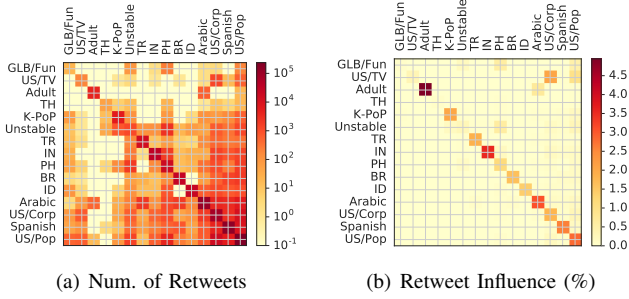 GLB/Fun US/TV Adult TH K-PoP Unstable TR IN PH BR ID Arabic US/Corp Spanish US/Pop
GLB/Fun
US/TV
Adult
TH
K-PoP
Unstable
TR
IN
PH
BR
ID
Arabic
US/Corp
Spanish
US/Pop
10^5
10^4
10^3
10^2
10^1
10^0
10^-1
(a) Num. of Retweets
GLB/Fun US/TV Adult TH K-PoP Unstable TR IN PH BR ID Arabic US/Corp Spanish US/Pop
GLB/Fun
US/TV
Adult
TH
K-PoP
Unstable
TR
IN
PH
BR
ID
Arabic
US/Corp
Spanish
US/Pop
4.5
4.0
3.5
3.0
2.5
2.0
1.5
1.0
0.5
0.0
(b) Retweet Influence (%)